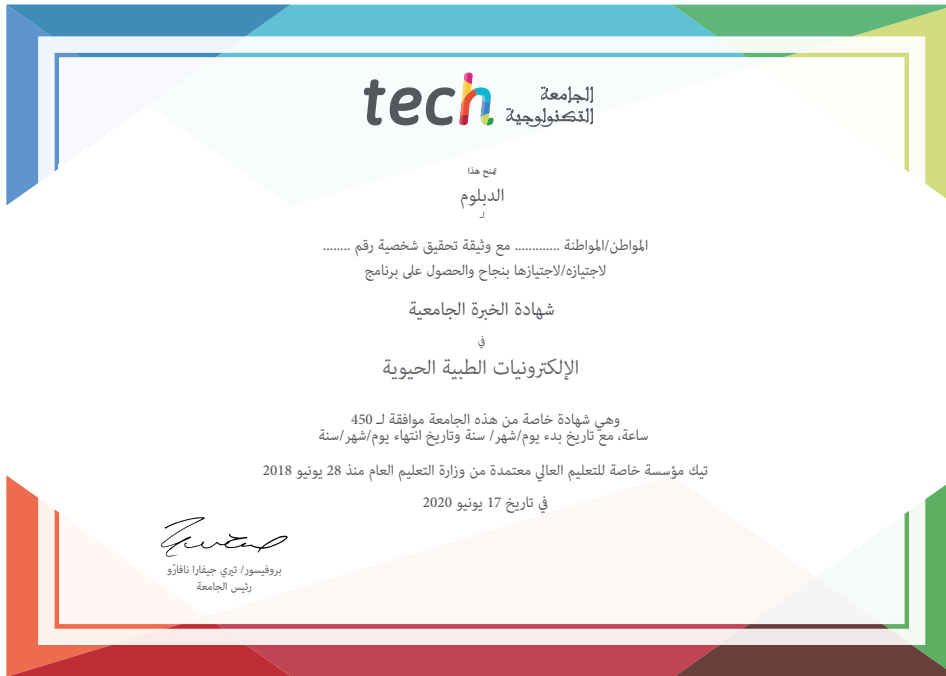 tech
الجامعة
التكنولوجية
يمنح هذا
الدبلوم
لـ
المواطن/المواطنة ............ مع وثيقة تحقيق شخصية رقم ........
لاجتيازه/لاجتيازها بنجاح والحصول على برنامج
شهادة الخبرة الجامعية
في
الإلكترونيات الطبية الحيوية
وهي شهادة خاصة من هذه الجامعة موافقة لـ 450
ساعة، مع تاريخ بدء يوم/شهر/ سنة وتاريخ انتهاء يوم/شهر/سنة
تيك مؤسسة خاصة للتعليم العالي معتمدة من وزارة التعليم العام منذ 28 يونيو 2018
في تاريخ 17 يونيو 2020
بروفيسور/ تيري جيفارا نافارّو
رئيس الجامعة